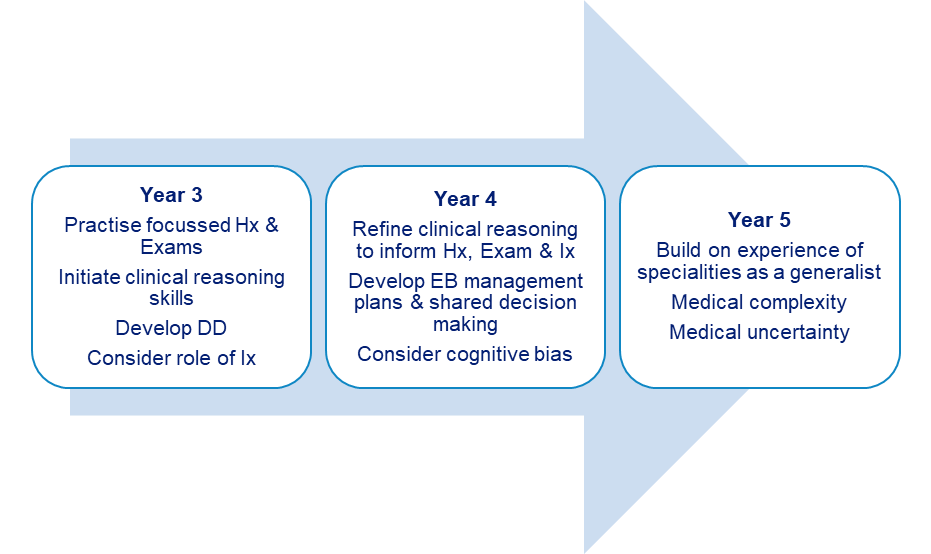 Year 3
Practise focussed Hx &
Exams
Initiate clinical reasoning
skills
Develop DD
Consider role of Ix
Year 4
Refine clinical reasoning
to inform Hx, Exam & Ix
Develop EB management
plans & shared decision
making
Consider cognitive bias
Year 5
Build on experience of
specialities as a generalist
Medical complexity
Medical uncertainty